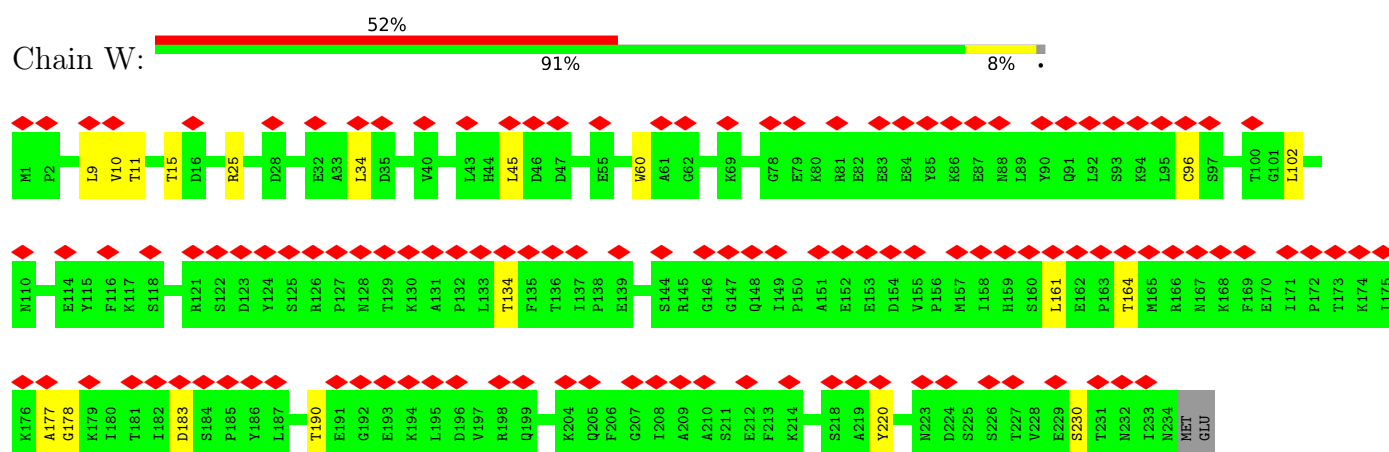 52%
Chain W:
91% 8% •
M1 P2 L9 V10 T11 T15 D16 R25 D28 E32 A33 L34 D35 V40 L43 H44 L45 D46 D47 E55 W60 A61 G62 K69 G78 E79 K80 R81 E82 E83 E84 Y85 K86 E87 N88 L89 Y90 Q91 L92 S93 K94 L95 C96 S97 T100 G101 L102
N110 E114 Y115 F116 K117 S118 R121 S122 D123 Y124 S125 R126 P127 N128 T129 K130 A131 P132 L133 T134 F135 T136 I137 P138 E139 S144 R145 G146 G147 Q148 I149 P150 A151 E152 E153 D154 V155 P156 M157 I158 H159 S160 L161 E162 P163 T164 M165 R166 N167 K168 F169 E170 I171 P172 T173 K174 I175
K176 A177 G178 K179 I180 T181 I182 D183 S184 P185 Y186 L187 T190 E191 G192 E193 K194 L195 D196 V197 R198 Q199 K204 Q205 F206 G207 I208 A209 A210 S211 E212 F213 K214 S218 A219 Y220 N223 D224 S225 S226 T227 V228 E229 S230 T231 N232 I233 N234 MET GLU